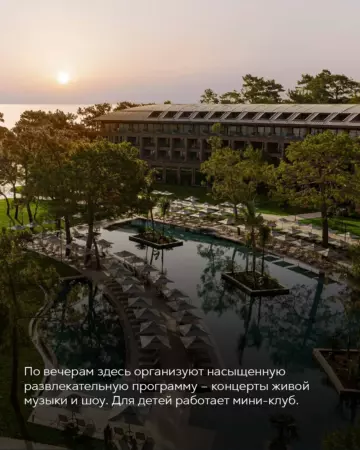 По вечерам здесь организуют насыщенную
развлекательную программу – концерты живой
музыки и шоу. Для детей работает мини-клуб.